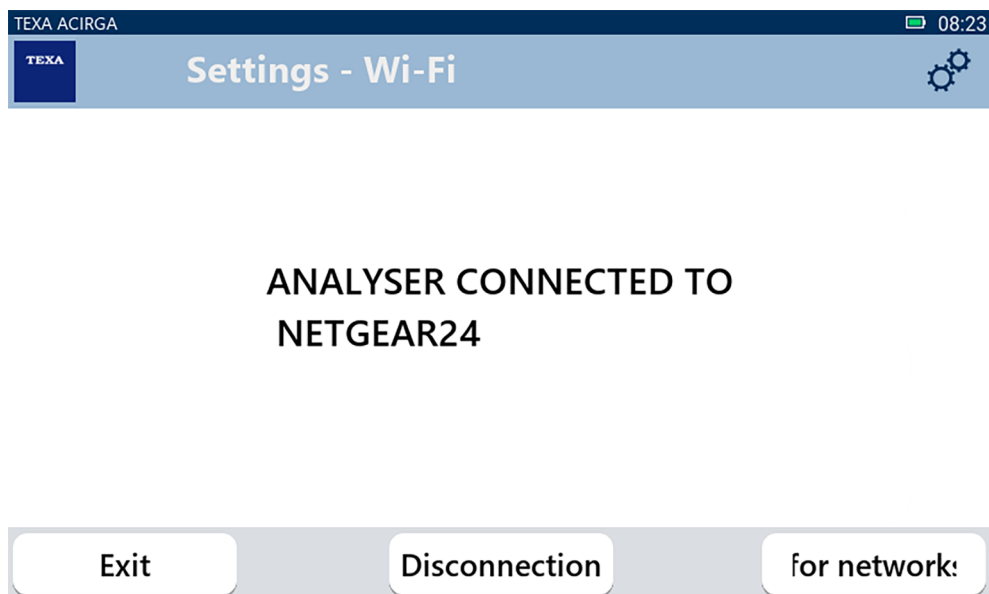 TEXA ACIRGA 08:23
TEXA Settings - Wi-Fi
ANALYSER CONNECTED TO
NETGEAR24
Exit Disconnection for networks